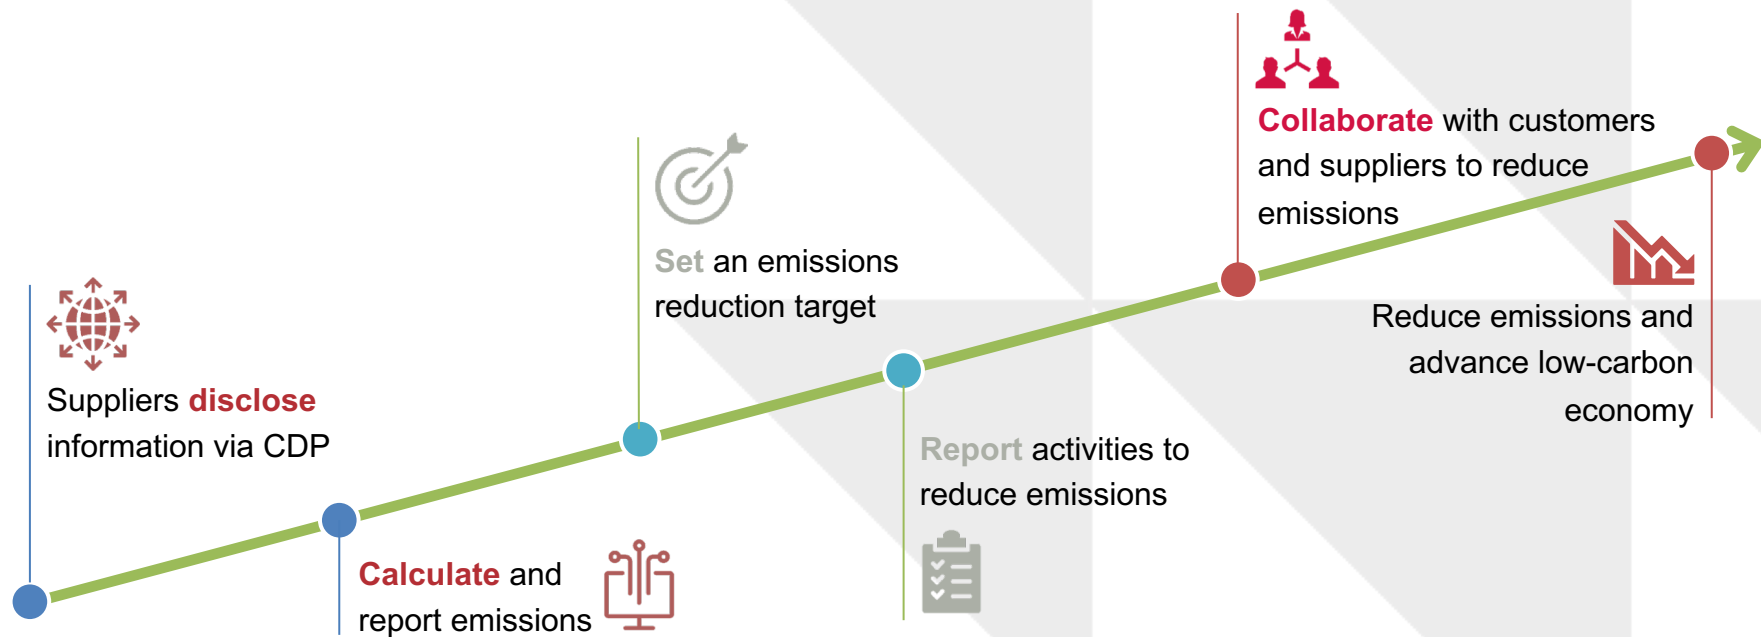 Suppliers disclose
information via CDP
Calculate and
report emissions
Set an emissions
reduction target
Report activities to
reduce emissions
Collaborate with customers
and suppliers to reduce
emissions
Reduce emissions and
advance low-carbon
economy